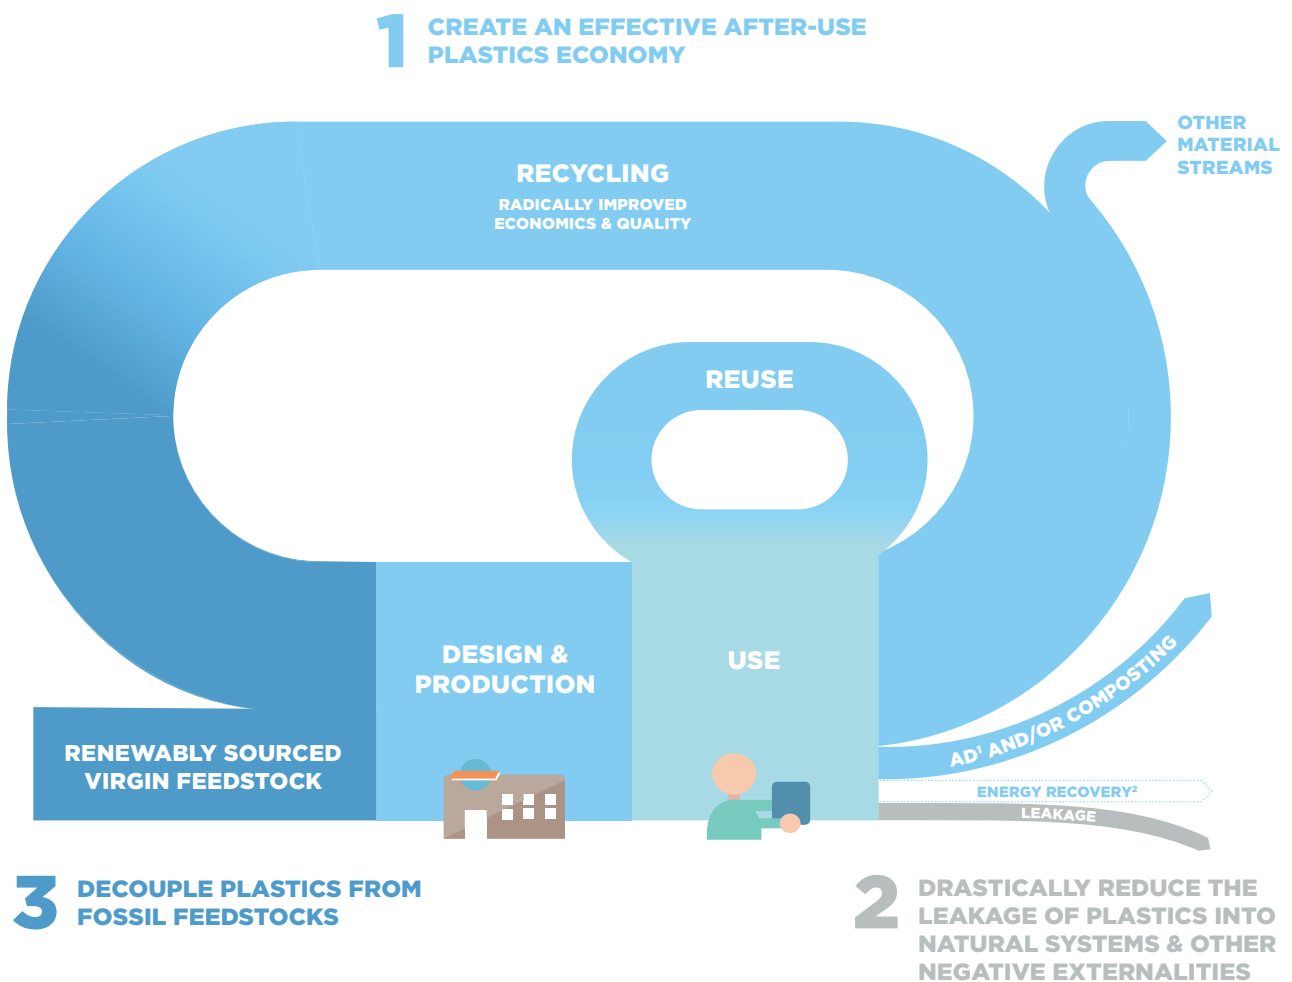 1 CREATE AN EFFECTIVE AFTER-USE
PLASTICS ECONOMY
OTHER
MATERIAL
STREAMS
RECYCLING
RADICALLY IMPROVED
ECONOMICS & QUALITY
REUSE
DESIGN &
PRODUCTION
USE
RENEWABLY SOURCED
VIRGIN FEEDSTOCK
AD¹ AND/OR COMPOSTING
ENERGY RECOVERY²
LEAKAGE
3 DECOUPLE PLASTICS FROM
FOSSIL FEEDSTOCKS
2 DRASTICALLY REDUCE THE
LEAKAGE OF PLASTICS INTO
NATURAL SYSTEMS & OTHER
NEGATIVE EXTERNALITIES